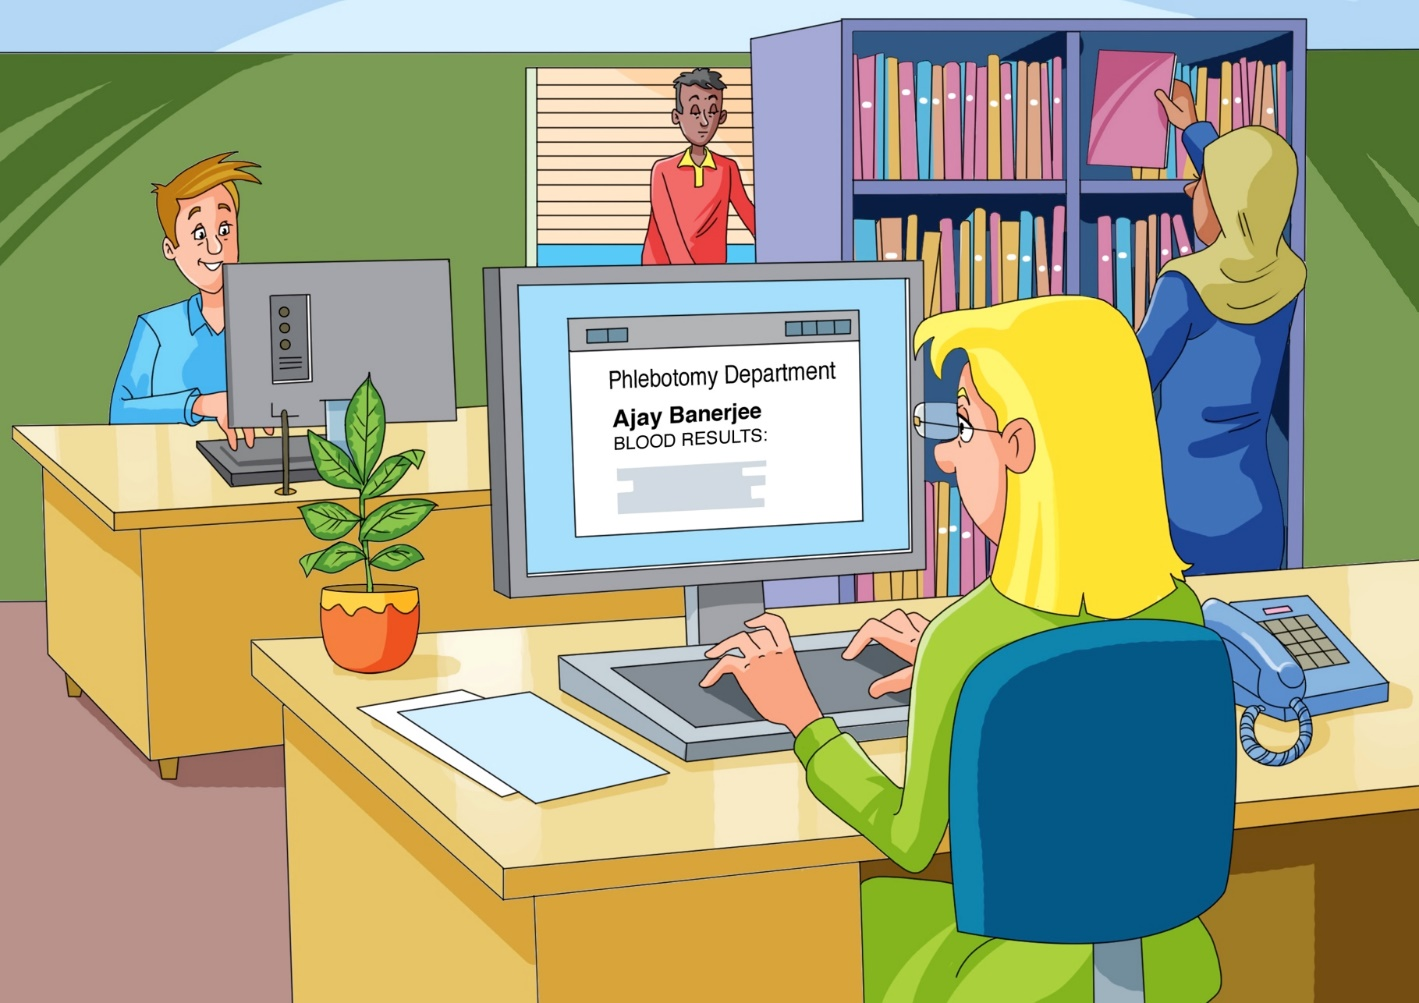 Phlebotomy Department
Ajay Banerjee
BLOOD RESULTS: